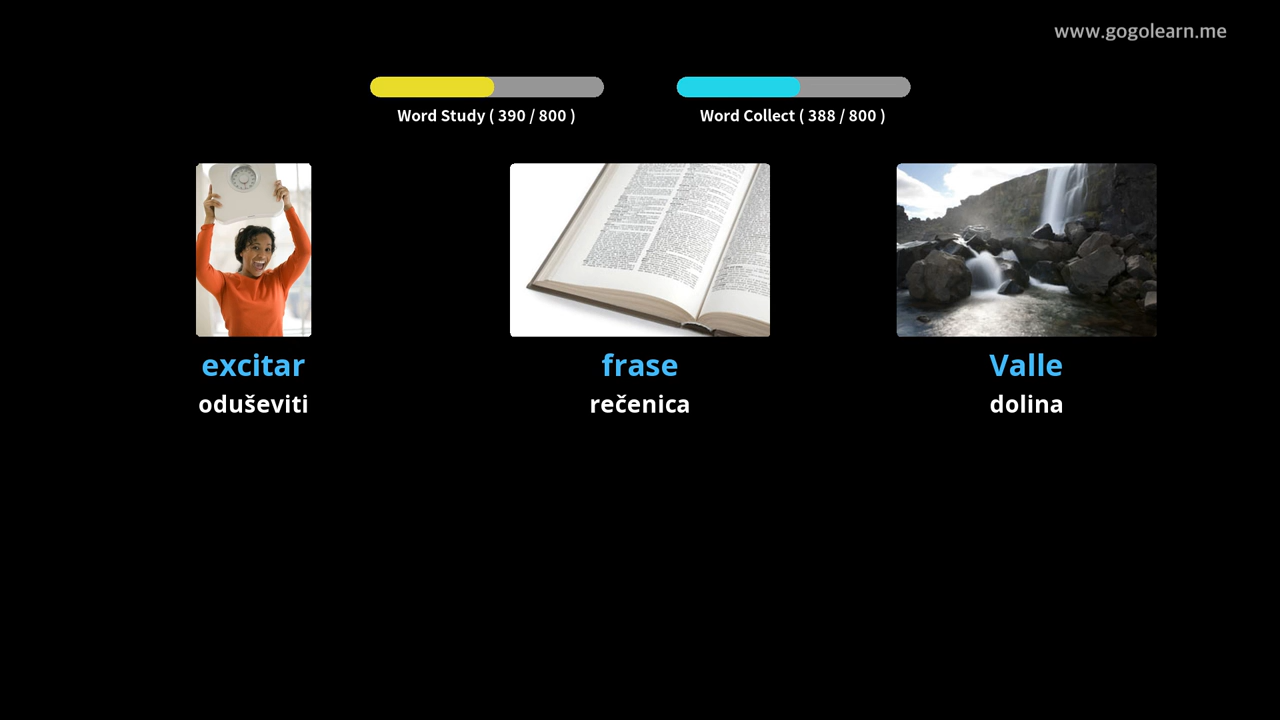 www.gogolearn.me
Word Study ( 390 / 800 )
Word Collect ( 388 / 800 )
excitar
oduševiti
frase
rečenica
Valle
dolina